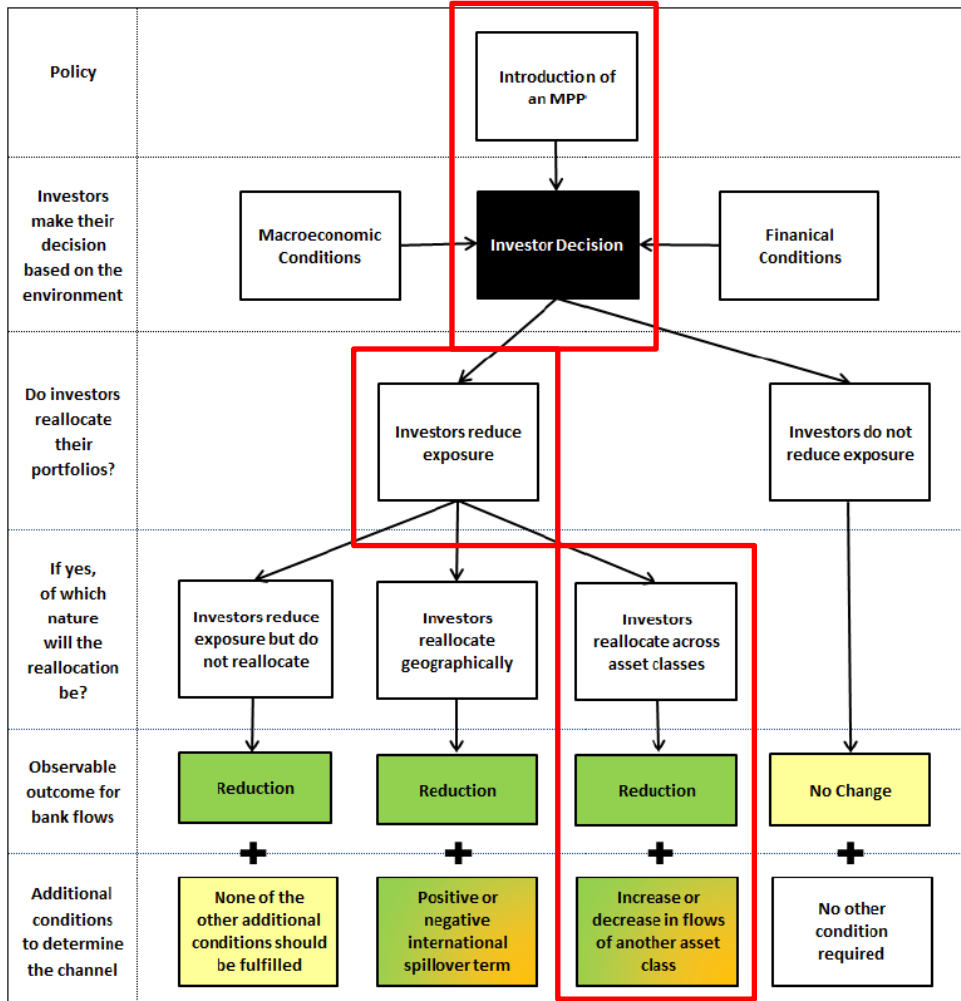 Policy
Introduction of
an MPP
Investors
make their
decision
based on the
environment
Macroeconomic
Conditions
Investor Decision
Finanical
Conditions
Do investors
reallocate
their
portfolios?
Investors reduce
exposure
Investors do not
reduce exposure
If yes,
of which
nature
will the
reallocation
be?
Investors reduce
exposure but do
not reallocate
Investors
reallocate
geographically
Investors
reallocate across
asset classes
Observable
outcome for
bank flows
Reduction
Reduction
Reduction
No Change
+
+
+
+
Additional
conditions
to determine
the channel
None of the
other additional
conditions should
be fulfilled
Positive or
negative
international
spillover term
Increase or
decrease in flows
of another asset
class
No other
condition
required